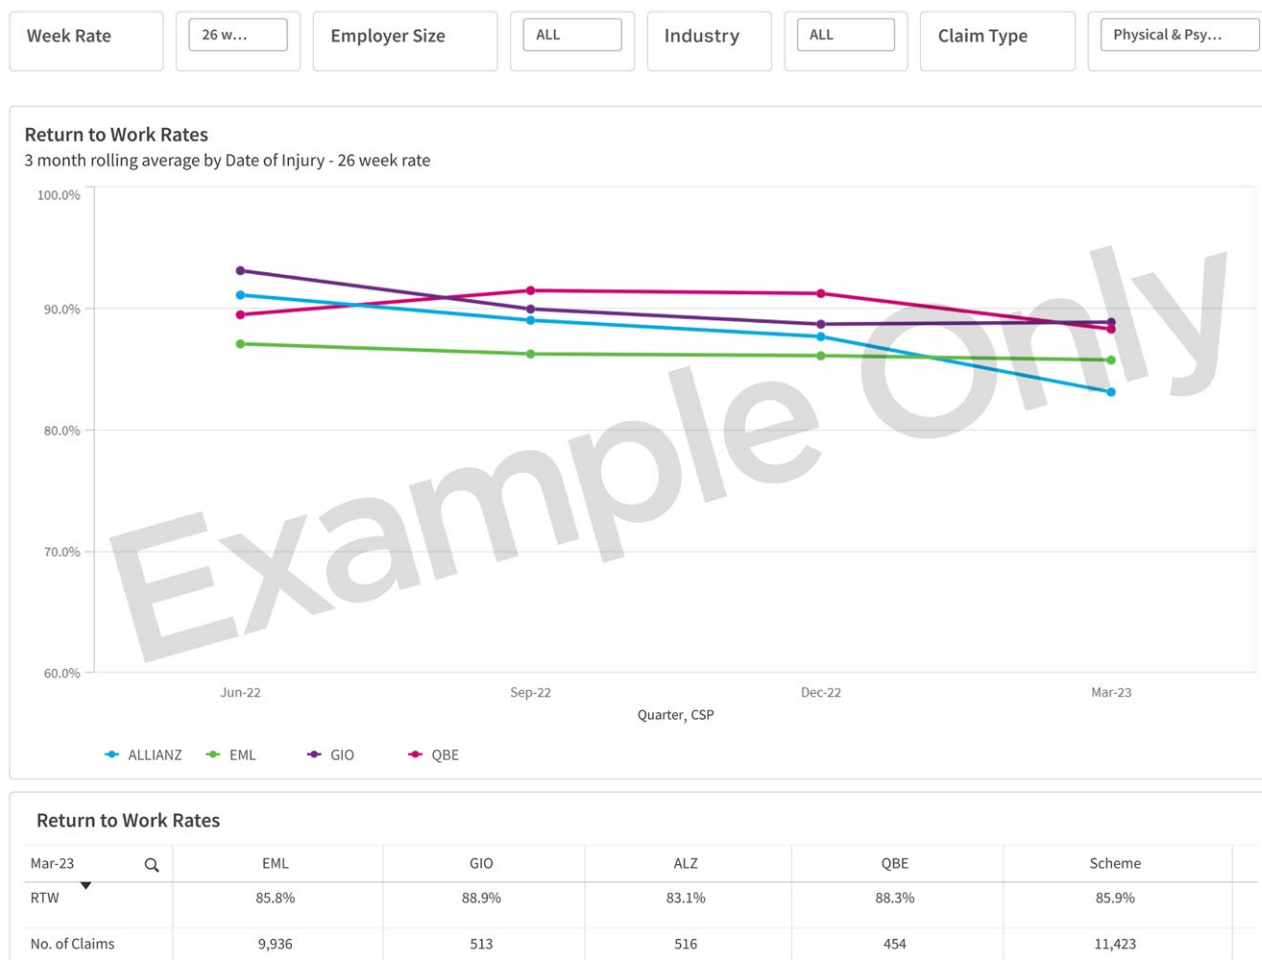 Week Rate 26 w... Employer Size ALL Industry ALL Claim Type Physical & Psy...
Return to Work Rates
3 month rolling average by Date of Injury - 26 week rate
100.0%
90.0%
80.0%
70.0%
60.0%
Example Only
Jun-22 Sep-22 Dec-22 Mar-23
Quarter, CSP
ALLIANZ EML GIO QBE
Return to Work Rates
Mar-23 EML GIO ALZ QBE Scheme
RTW 85.8% 88.9% 83.1% 88.3% 85.9%
No. of Claims 9,936 513 516 454 11,423